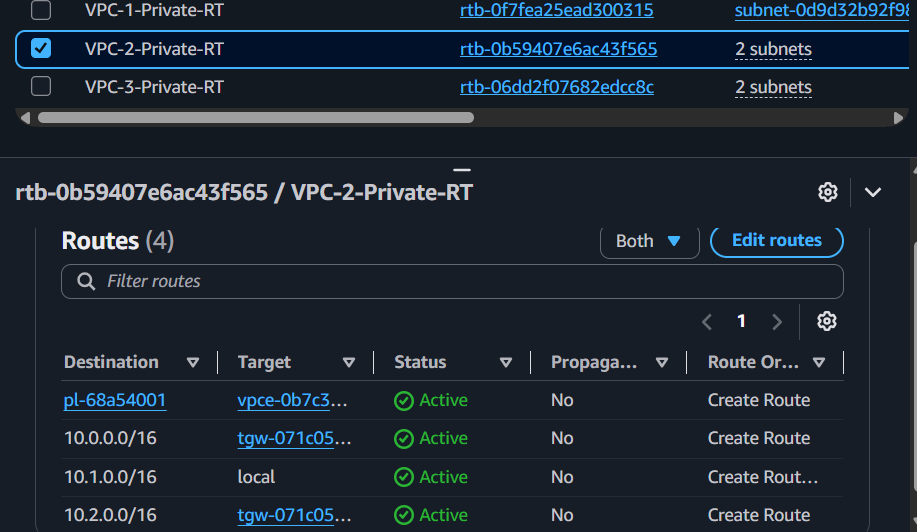 VPC-1-Private-RT rtb-0f7fea25ead300315 subnet-0d9d32b92f98
VPC-2-Private-RT rtb-0b59407e6ac43f565 2 subnets
VPC-3-Private-RT rtb-06dd2f07682edcc8c 2 subnets
rtb-0b59407e6ac43f565 / VPC-2-Private-RT
Routes (4) Both Edit routes
Filter routes
1
Destination Target Status Propaga... Route Or...
pl-68a54001 vpce-0b7c3... Active No Create Route
10.0.0.0/16 tgw-071c05... Active No Create Route
10.1.0.0/16 local Active No Create Rout...
10.2.0.0/16 tgw-071c05... Active No Create Route